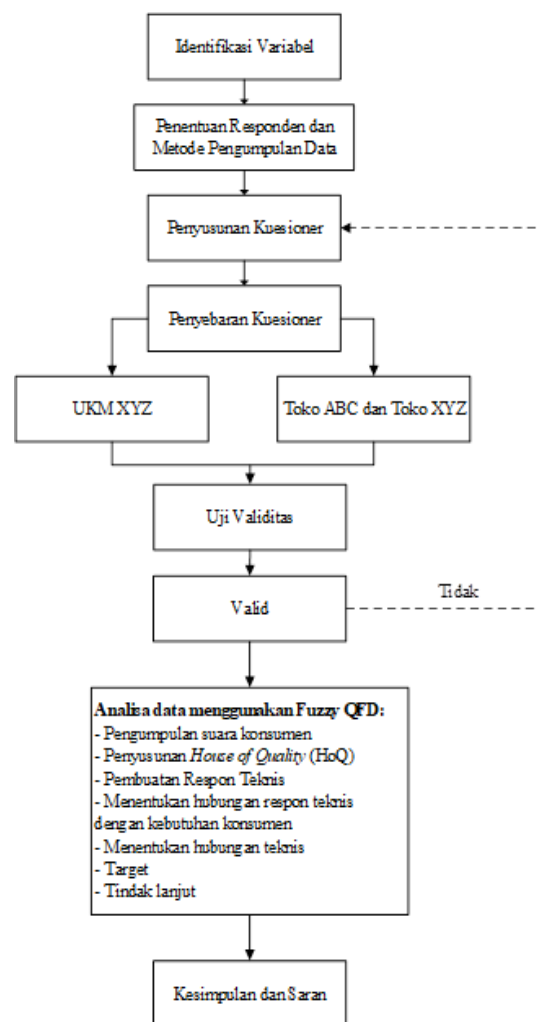 Identifikasi Variabel
Penentuan Responden dan
Metode Pengumpulan Data
Penyusunan Kuesioner
Penyebaran Kuesioner
UKM XYZ
Toko ABC dan Toko XYZ
Uji Validitas
Valid
Tidak
Analisa data menggunakan Fuzzy QFD:
- Pengumpulan suara konsumen
- Penyusunan House of Quality (HoQ)
- Pembuatan Respon Teknis
- Menentukan hubungan respon teknis
dengan kebutuhan konsumen
- Menentukan hubungan teknis
- Target
- Tindak lanjut
Kesimpulan dan Saran